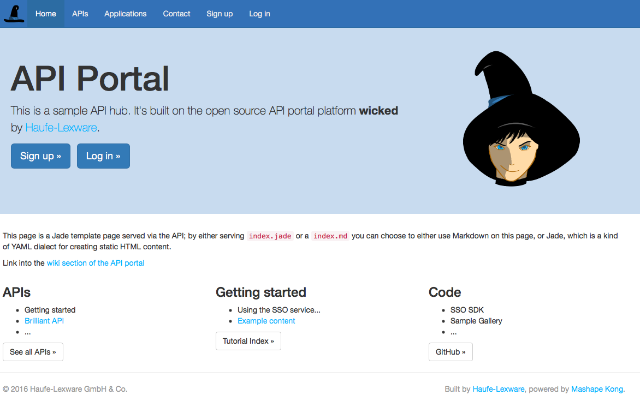 Home APIs Applications Contact Sign up Log in
API Portal
This is a sample API hub. It's built on the open source API portal platform wicked
by Haufe-Lexware.
Sign up » Log in »
This page is a Jade template page served via the API; by either serving index.jade or a index.md you can choose to either use Markdown on this page, or Jade, which is a kind
of YAML dialect for creating static HTML content.
Link into the wiki section of the API portal
APIs
Getting started
Brilliant API
...
See all APIs »
Getting started
Using the SSO service...
Example content
Tutorial Index »
Code
SSO SDK
Sample Gallery
...
GitHub »
© 2016 Haufe-Lexware GmbH & Co.
Built by Haufe-Lexware, powered by Mashape Kong.